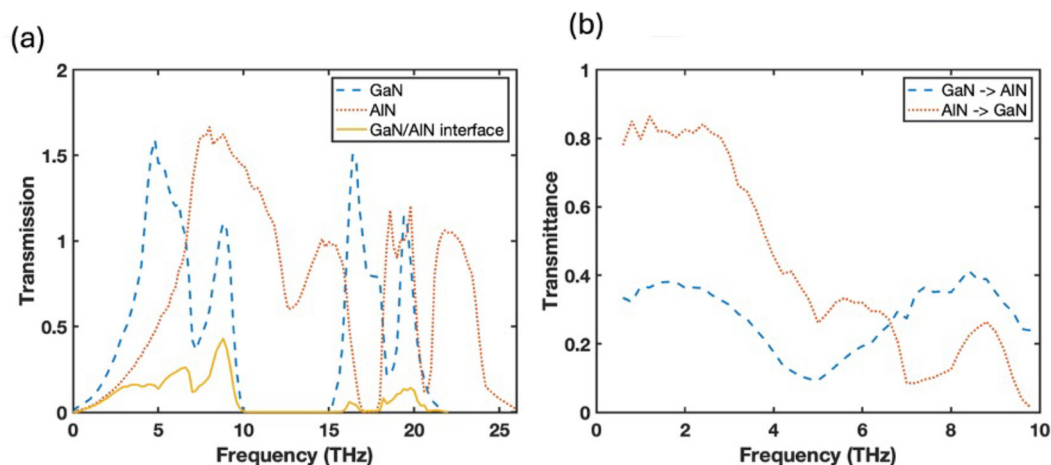 (a)
2
1.5
1
0.5
0
Transmission
GaN
AlN
GaN/AlN interface
0 5 10 15 20 25
Frequency (THz)
(b)
1
0.8
0.6
0.4
0.2
0
Transmittance
GaN -> AlN
AlN -> GaN
0 2 4 6 8 10
Frequency (THz)